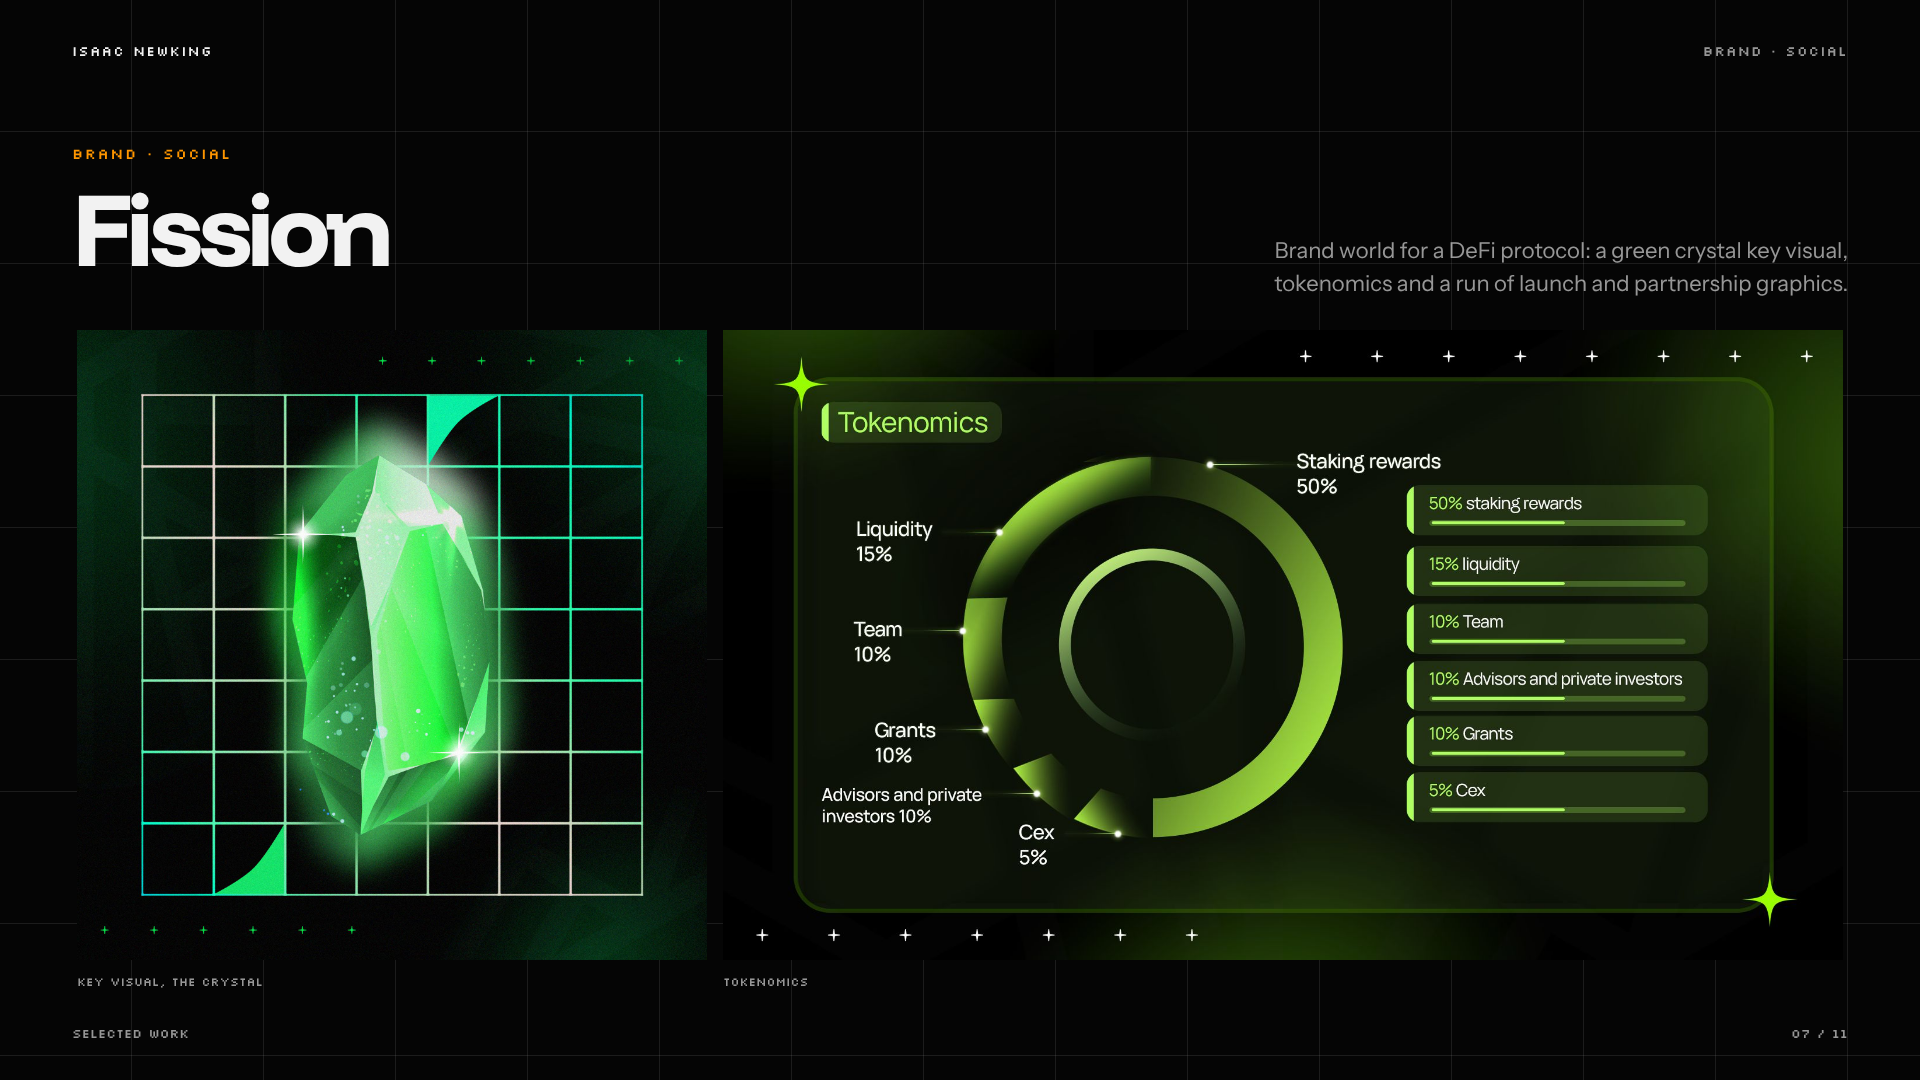 ISAAC NEWKING
BRAND · SOCIAL
BRAND · SOCIAL
Fission
Brand world for a DeFi protocol: a green crystal key visual,
tokenomics and a run of launch and partnership graphics.
Tokenomics
Staking rewards
50%
Liquidity
15%
Team
10%
Grants
10%
Advisors and private
investors 10%
Cex
5%
50% staking rewards
15% liquidity
10% Team
10% Advisors and private investors
10% Grants
5% Cex
KEY VISUAL, THE CRYSTAL
TOKENOMICS
SELECTED WORK
07 / 11